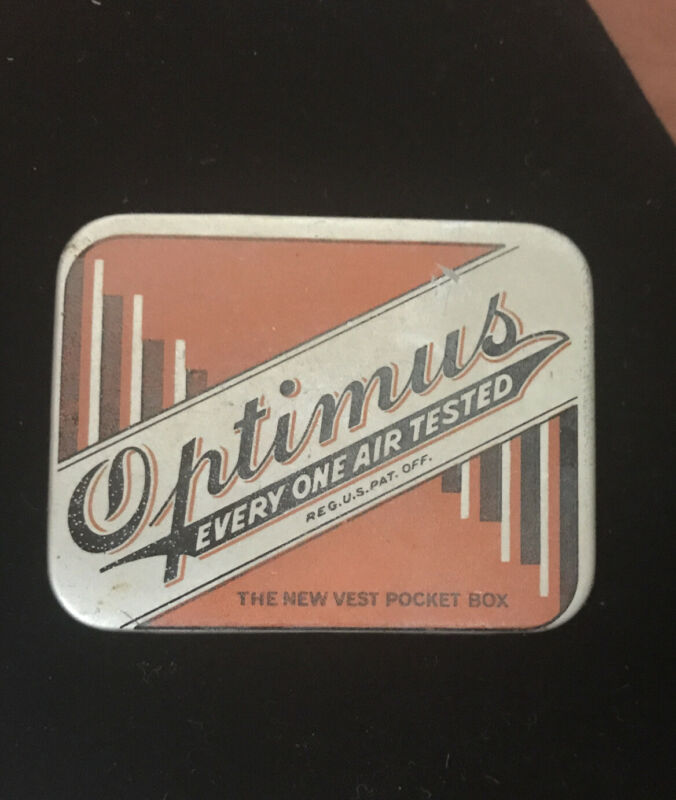 Optimus
EVERY ONE AIR TESTED
REG. U.S. PAT. OFF.
THE NEW VEST POCKET BOX